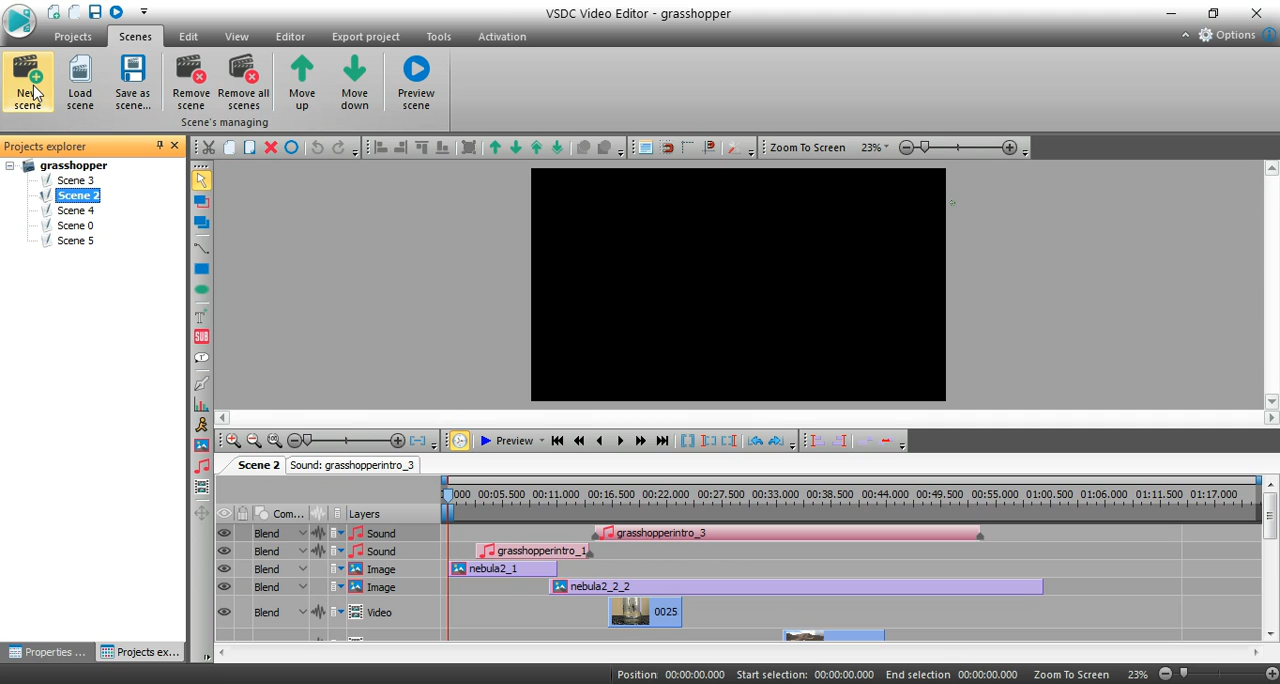 VSDC Video Editor - grasshopper
Projects Scenes Edit View Editor Export project Tools Activation Options
New scene
Load scene
Save as scene...
Remove scene
Remove all scenes
Move up
Move down
Preview scene
Scene's managing
Projects explorer
grasshopper
Scene 3
Scene 2
Scene 4
Scene 0
Scene 5
Zoom To Screen 23%
T
SUB
T
Preview
Scene 2 Sound: grasshopperintro_3
000 00:05.500 00:11.000 00:16.500 00:22.000 00:27.500 00:33.000 00:38.500 00:44.000 00:49.500 00:55.000 01:00.500 01:06.000 01:11.500 01:17.000
Com... Layers
Blend Sound grasshopperintro_3
Blend Sound grasshopperintro_1
Blend Image nebula2_1
Blend Image nebula2_2_2
Blend Video 0025
Properties ... Projects ex...
Position: 00:00:00.000 Start selection: 00:00:00.000 End selection 00:00:00.000 Zoom To Screen 23%